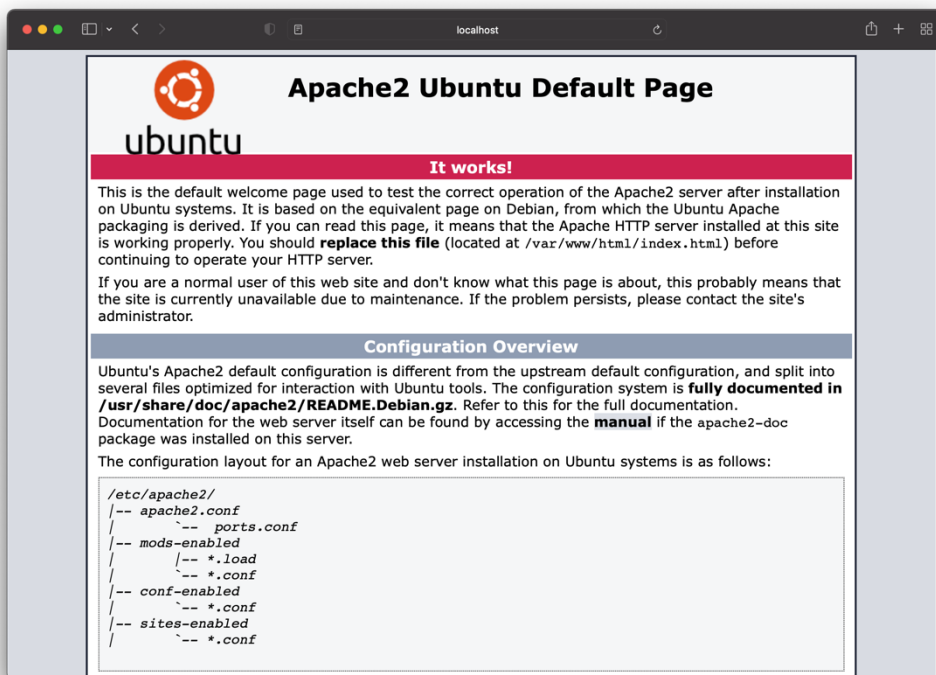 localhost
Apache2 Ubuntu Default Page
ubuntu
It works!
This is the default welcome page used to test the correct operation of the Apache2 server after installation
on Ubuntu systems. It is based on the equivalent page on Debian, from which the Ubuntu Apache
packaging is derived. If you can read this page, it means that the Apache HTTP server installed at this site
is working properly. You should replace this file (located at /var/www/html/index.html) before
continuing to operate your HTTP server.
If you are a normal user of this web site and don't know what this page is about, this probably means that
the site is currently unavailable due to maintenance. If the problem persists, please contact the site's
administrator.
Configuration Overview
Ubuntu's Apache2 default configuration is different from the upstream default configuration, and split into
several files optimized for interaction with Ubuntu tools. The configuration system is fully documented in
/usr/share/doc/apache2/README.Debian.gz. Refer to this for the full documentation.
Documentation for the web server itself can be found by accessing the manual if the apache2-doc
package was installed on this server.
The configuration layout for an Apache2 web server installation on Ubuntu systems is as follows:
/etc/apache2/
|-- apache2.conf
|       `--  ports.conf
|-- mods-enabled
|       |-- *.load
|       `-- *.conf
|-- conf-enabled
|       `-- *.conf
|-- sites-enabled
|       `-- *.conf